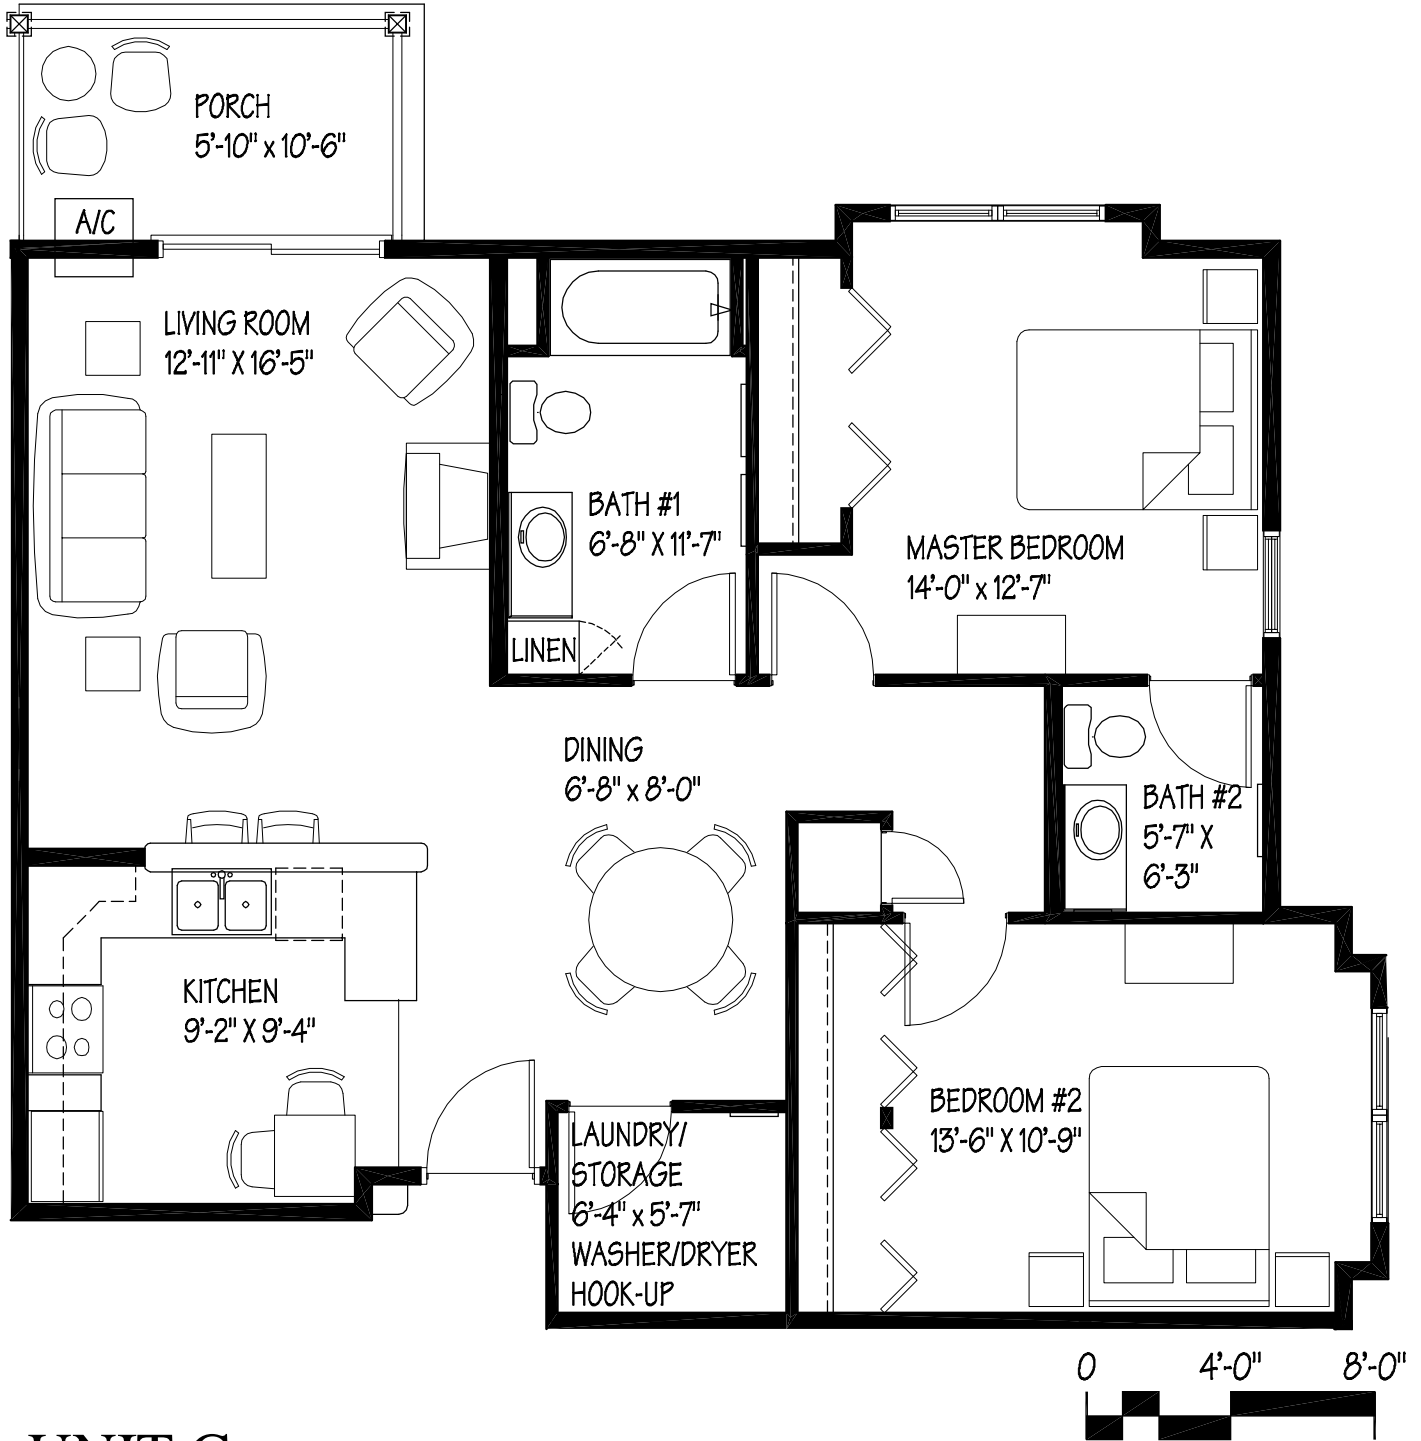 PORCH
5'-10" x 10'-6"
A/C
LIVING ROOM
12'-11" X 16'-5"
BATH #1
6'-8" X 11'-7"
LINEN
MASTER BEDROOM
14'-0" x 12'-7"
DINING
6'-8" x 8'-0"
BATH #2
5'-7" X
6'-3"
KITCHEN
9'-2" X 9'-4"
BEDROOM #2
13'-6" X 10'-9"
LAUNDRY/
STORAGE
6'-4" x 5'-7"
WASHER/DRYER
HOOK-UP
0 4'-0" 8'-0"
UNIT C